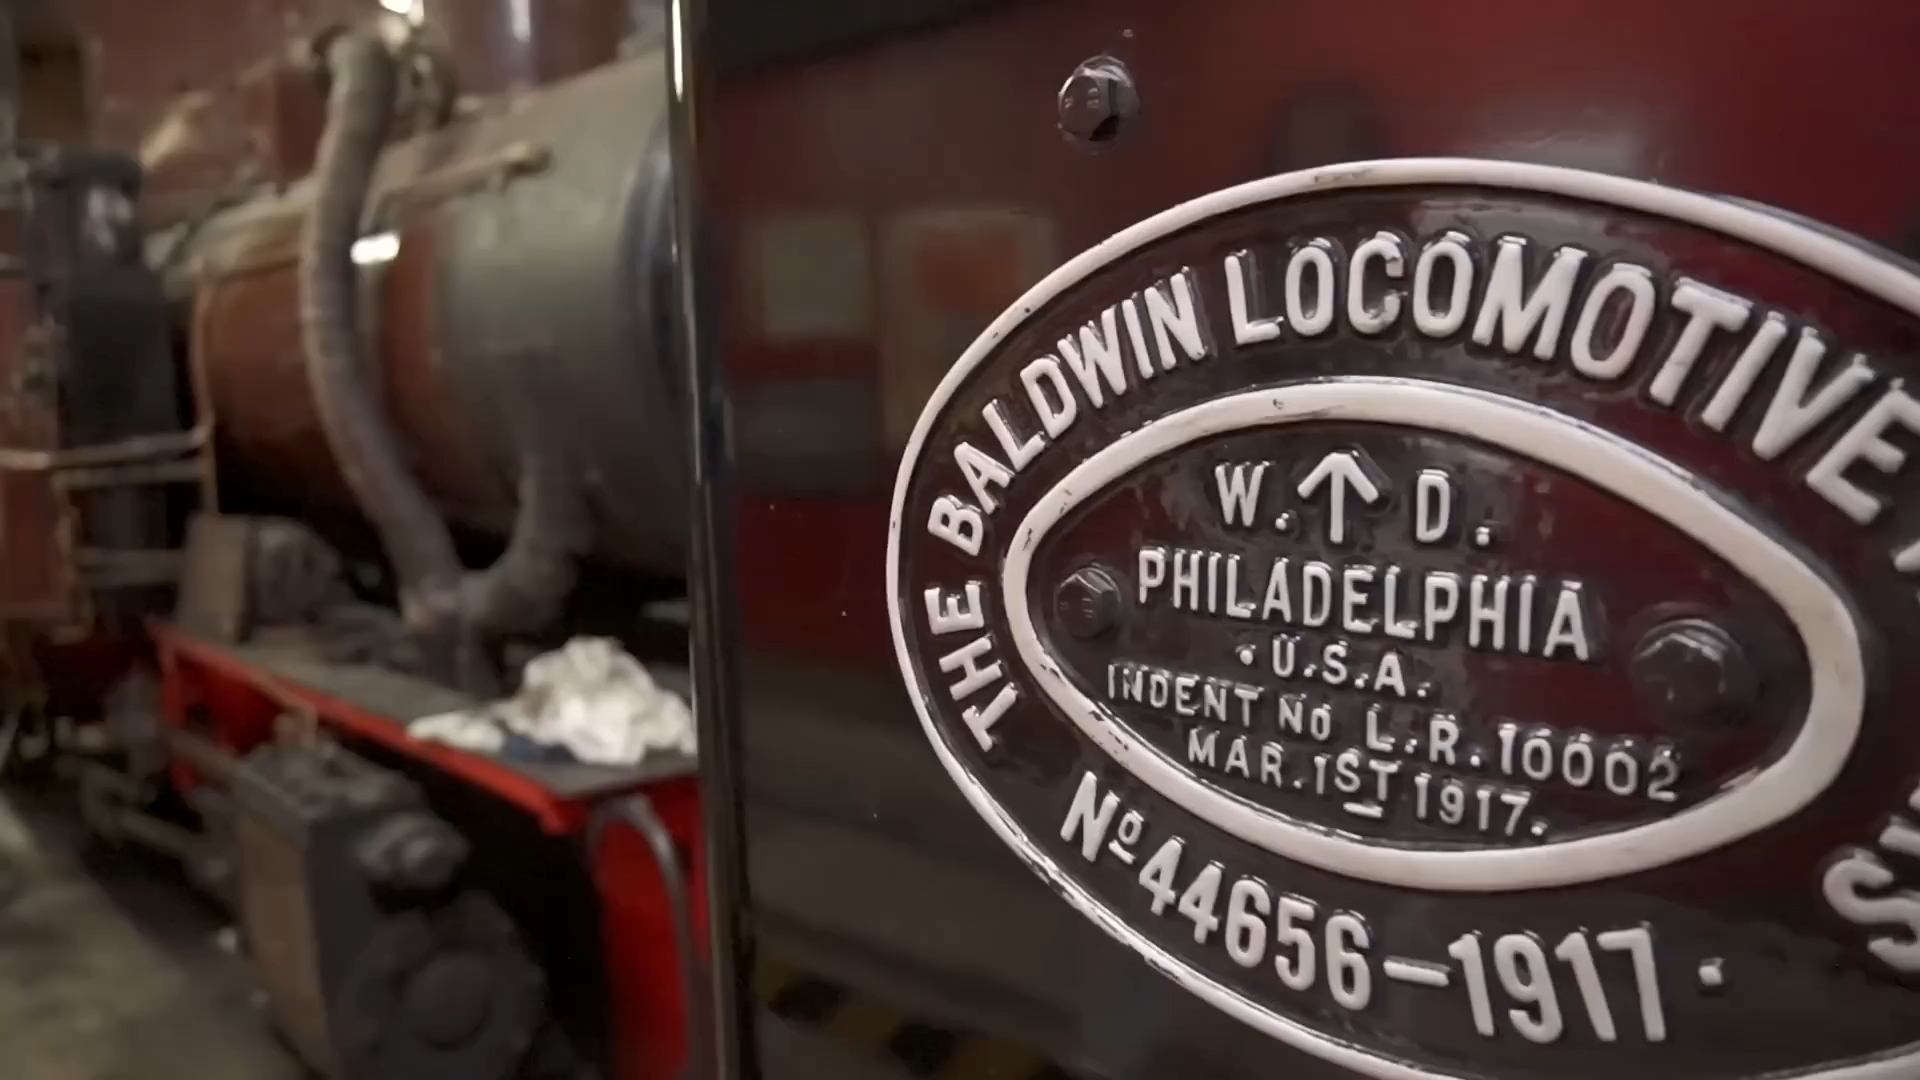 THE BALDWIN LOCOMOTIVE
W.↑D.
PHILADELPHIA
.U.S.A.
INDENT No L.R.10002
MAR.1ST 1917.
Nº 44656-1917.